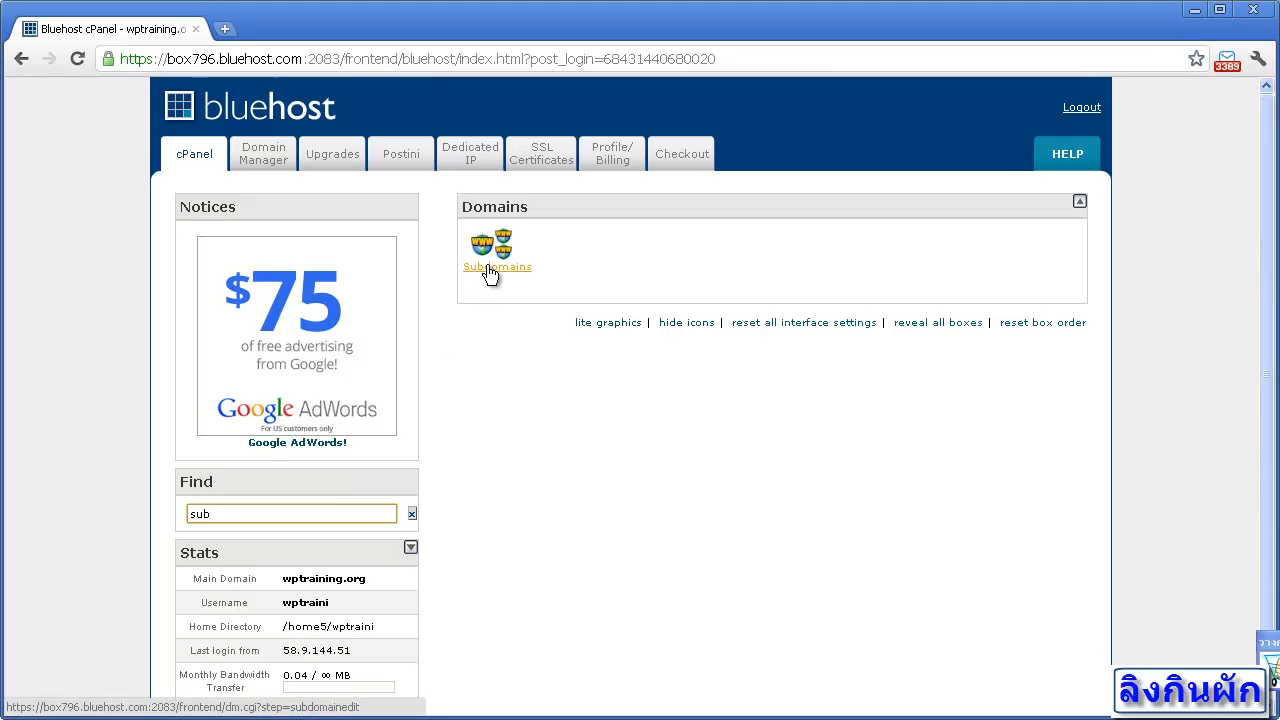 Bluehost cPanel - wptraining.o
https://box796.bluehost.com:2083/frontend/bluehost/index.html?post_login=68431440680020
3389
bluehost
Logout
cPanel
Domain
Manager
Upgrades
Postini
Dedicated
IP
SSL
Certificates
Profile/
Billing
Checkout
HELP
Notices
$75
of free advertising
from Google!
Google AdWords
For US customers only
Google AdWords!
Domains
www
Subdomains
lite graphics | hide icons | reset all interface settings | reveal all boxes | reset box order
Find
sub
Stats
Main Domain wptraining.org
Username wptraini
Home Directory /home5/wptraini
Last login from 58.9.144.51
Monthly Bandwidth
Transfer
0.04 / ∞ MB
https://box796.bluehost.com:2083/frontend/dm.cgi?step=subdomainedit
ลิงกินผัก